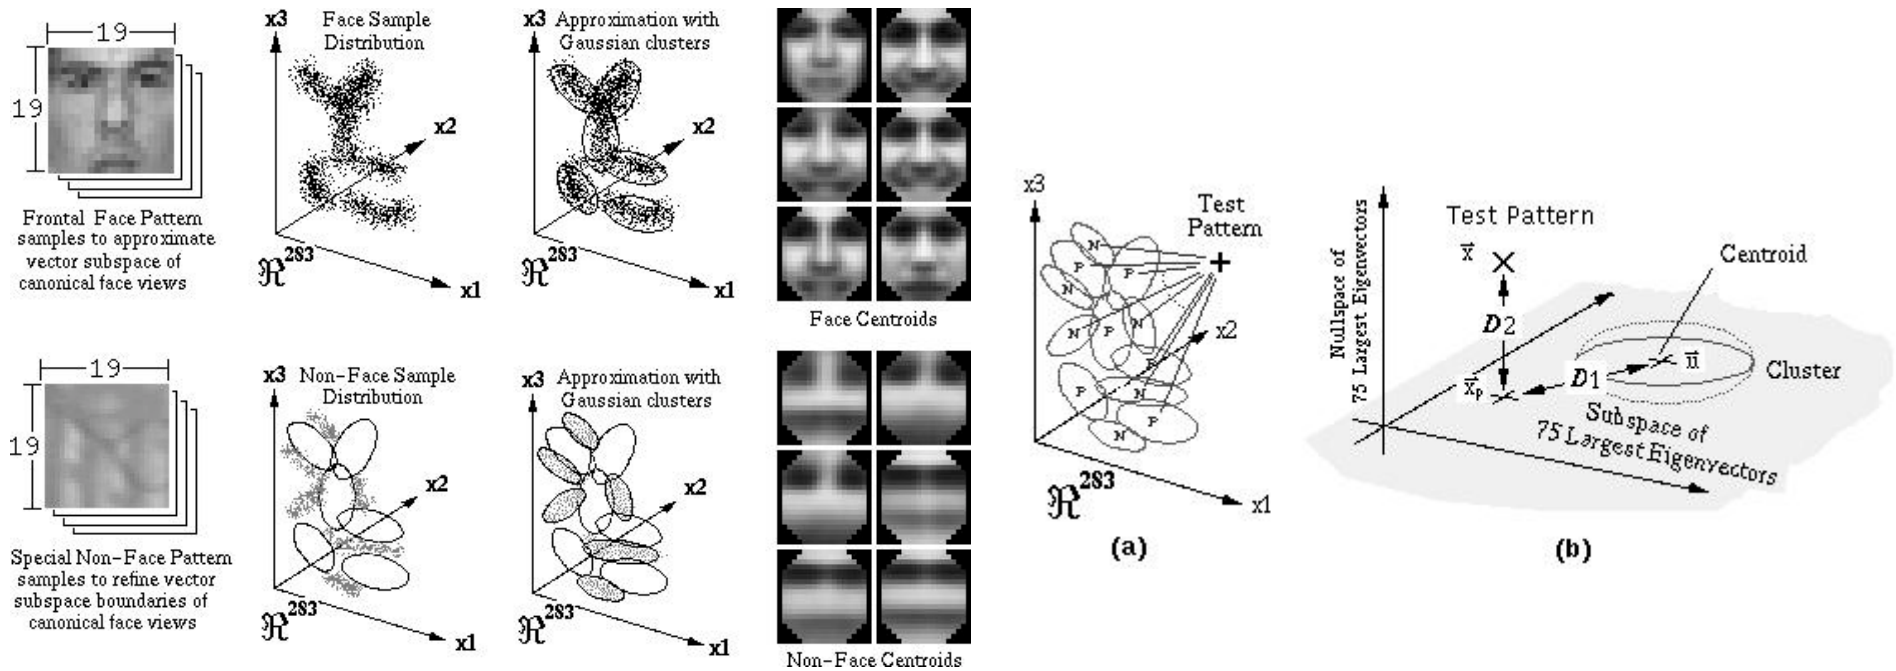 19
19
Frontal Face Pattern
samples to approximate
vector subspace of
canonical face views
x3
Face Sample
Distribution
x2
ℜ283
x1
x3
Approximation with
Gaussian clusters
x2
ℜ283
x1
Face Centroids
19
19
Special Non-Face Pattern
samples to refine vector
subspace boundaries of
canonical face views
x3
Non-Face Sample
Distribution
x2
ℜ283
x1
x3
Approximation with
Gaussian clusters
x2
ℜ283
x1
Non-Face Centroids
x3
Test
Pattern
N
P
P
N
N
P
N
P
P
N
P
N
x2
ℜ283
x1
(a)
Nullspace of
75 Largest Eigenvectors
Test Pattern
x⃗
D2
x⃗p
D1
Centroid
u⃗
Cluster
Subspace of
75 Largest Eigenvectors
(b)